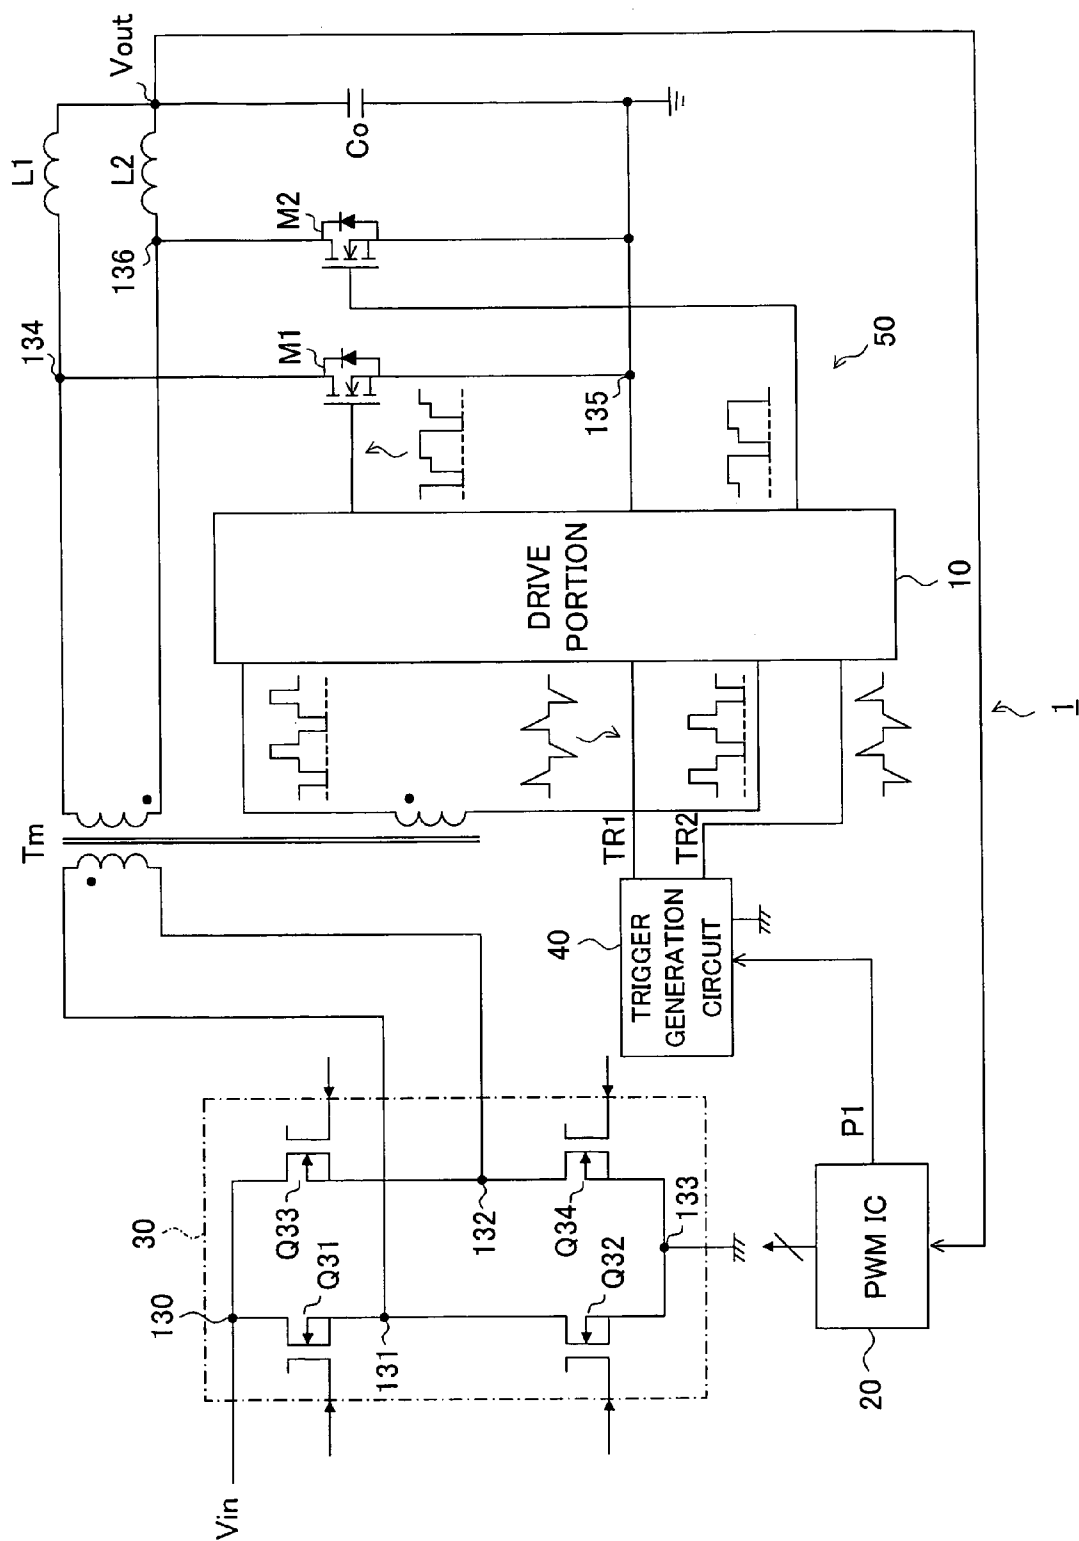 Vin
130
30
Q31
Q33
131
132
Q32
Q34
133
20
PWM IC
P1
Tm
40
TRIGGER
GENERATION
CIRCUIT
TR1
TR2
DRIVE
PORTION
10
1
50
134
136
135
M1
M2
L1
L2
Co
Vout